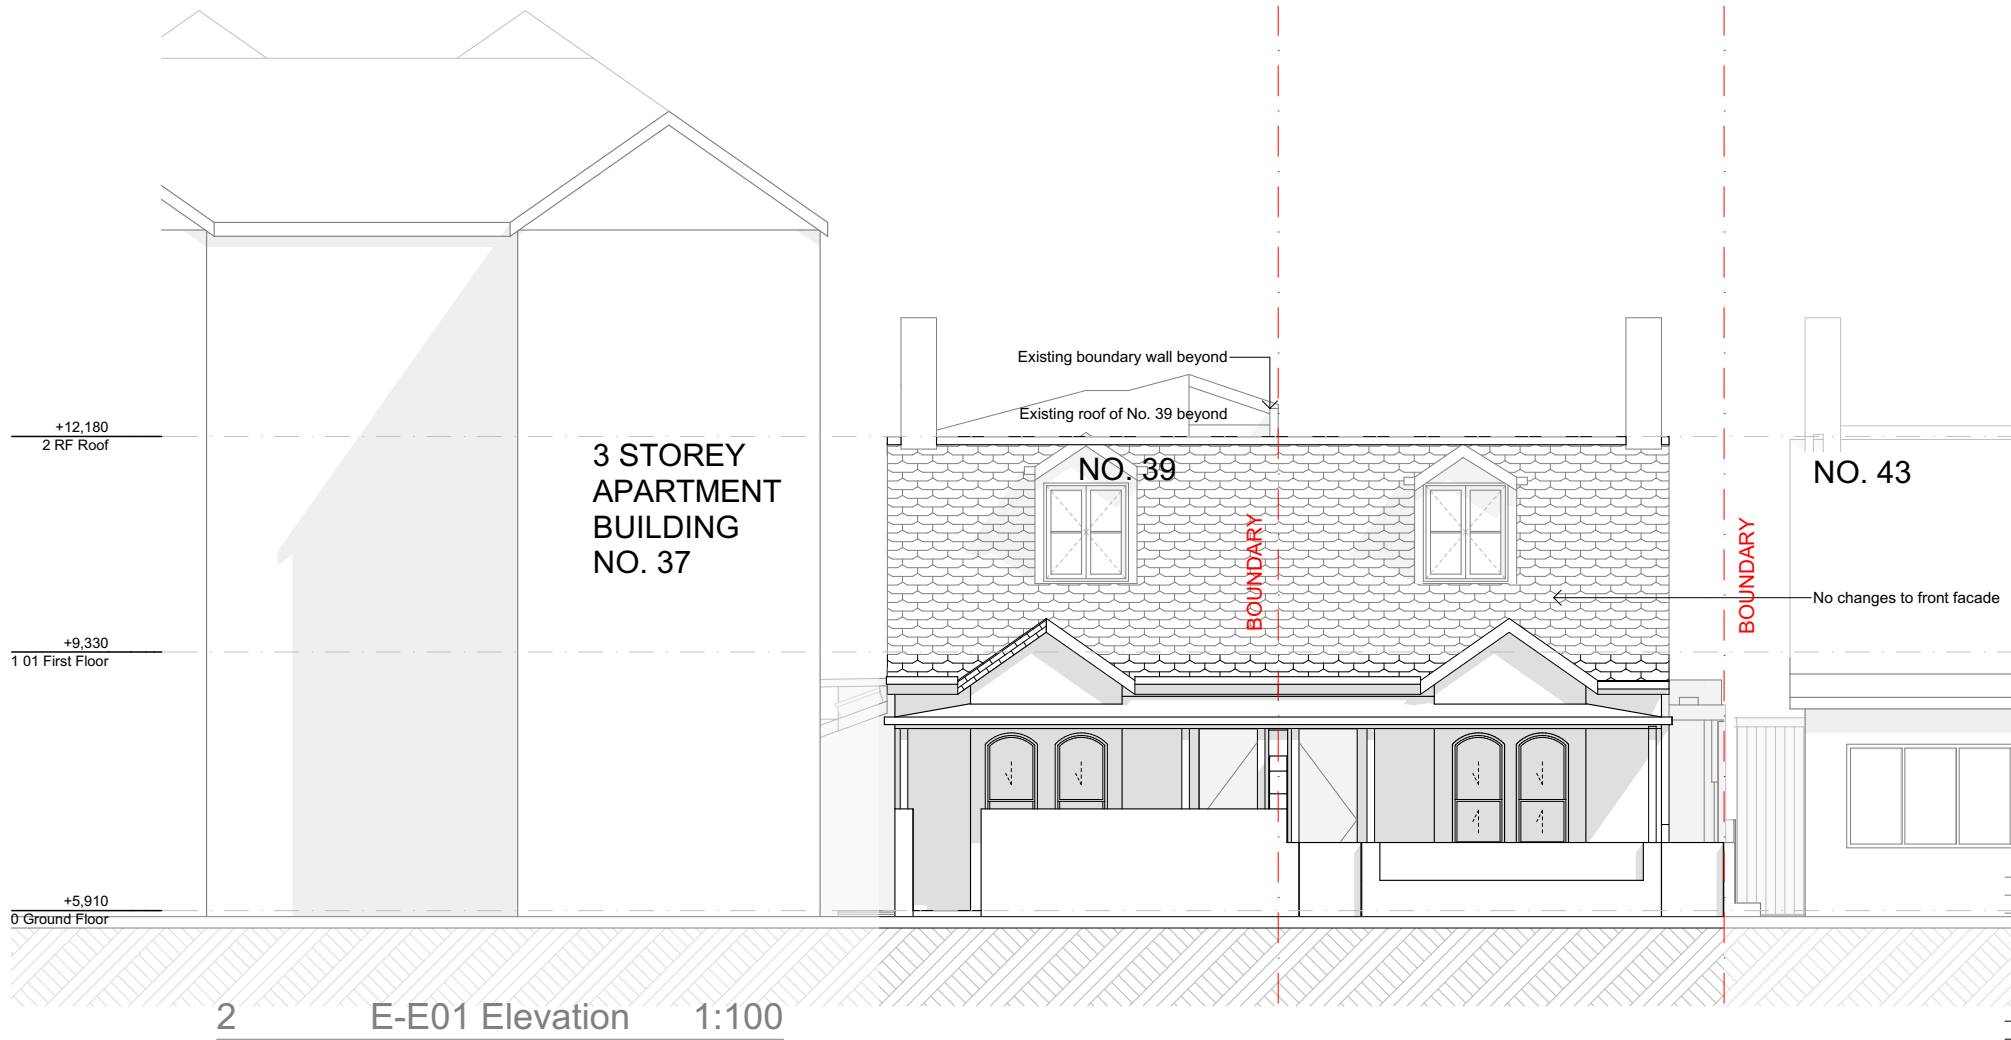 Existing boundary wall beyond
Existing roof of No. 39 beyond
+12,180
2 RF Roof
3 STOREY
APARTMENT
BUILDING
NO. 37
NO. 39
NO. 43
BOUNDARY
BOUNDARY
No changes to front facade
+9,330
1 01 First Floor
+5,910
0 Ground Floor
2 E-E01 Elevation 1:100